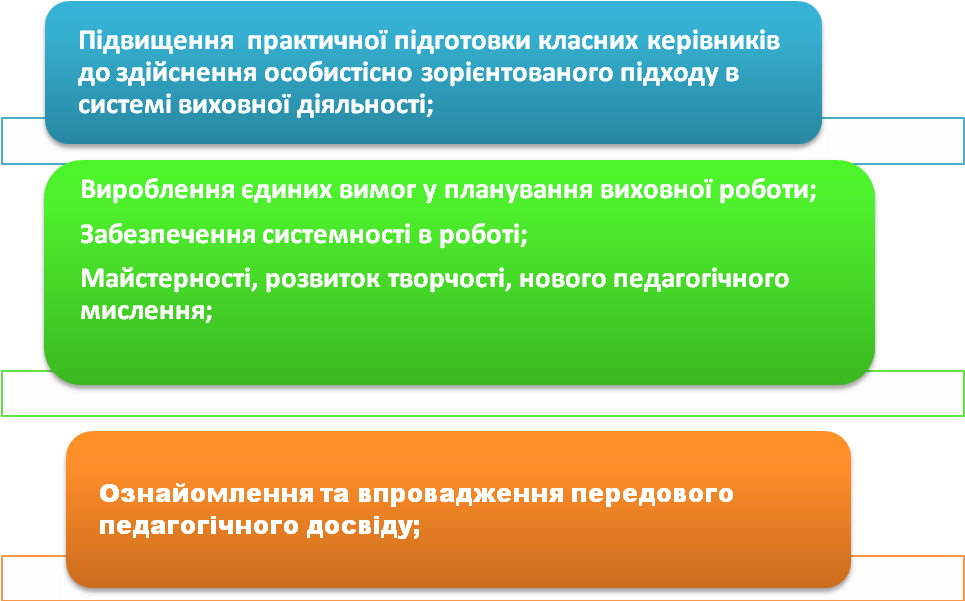 Підвищення практичної підготовки класних керівників
до здійснення особистісно зорієнтованого підходу в
системі виховної діяльності;
Вироблення єдиних вимог у планування виховної роботи;
Забезпечення системності в роботі;
Майстерності, розвиток творчості, нового педагогічного
мислення;
Ознайомлення та впровадження передового
педагогічного досвіду;